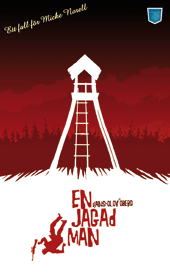 Ett fall för Micke Norell
EN
HANS-OLOV ÖBERG
JAGAd
MAN